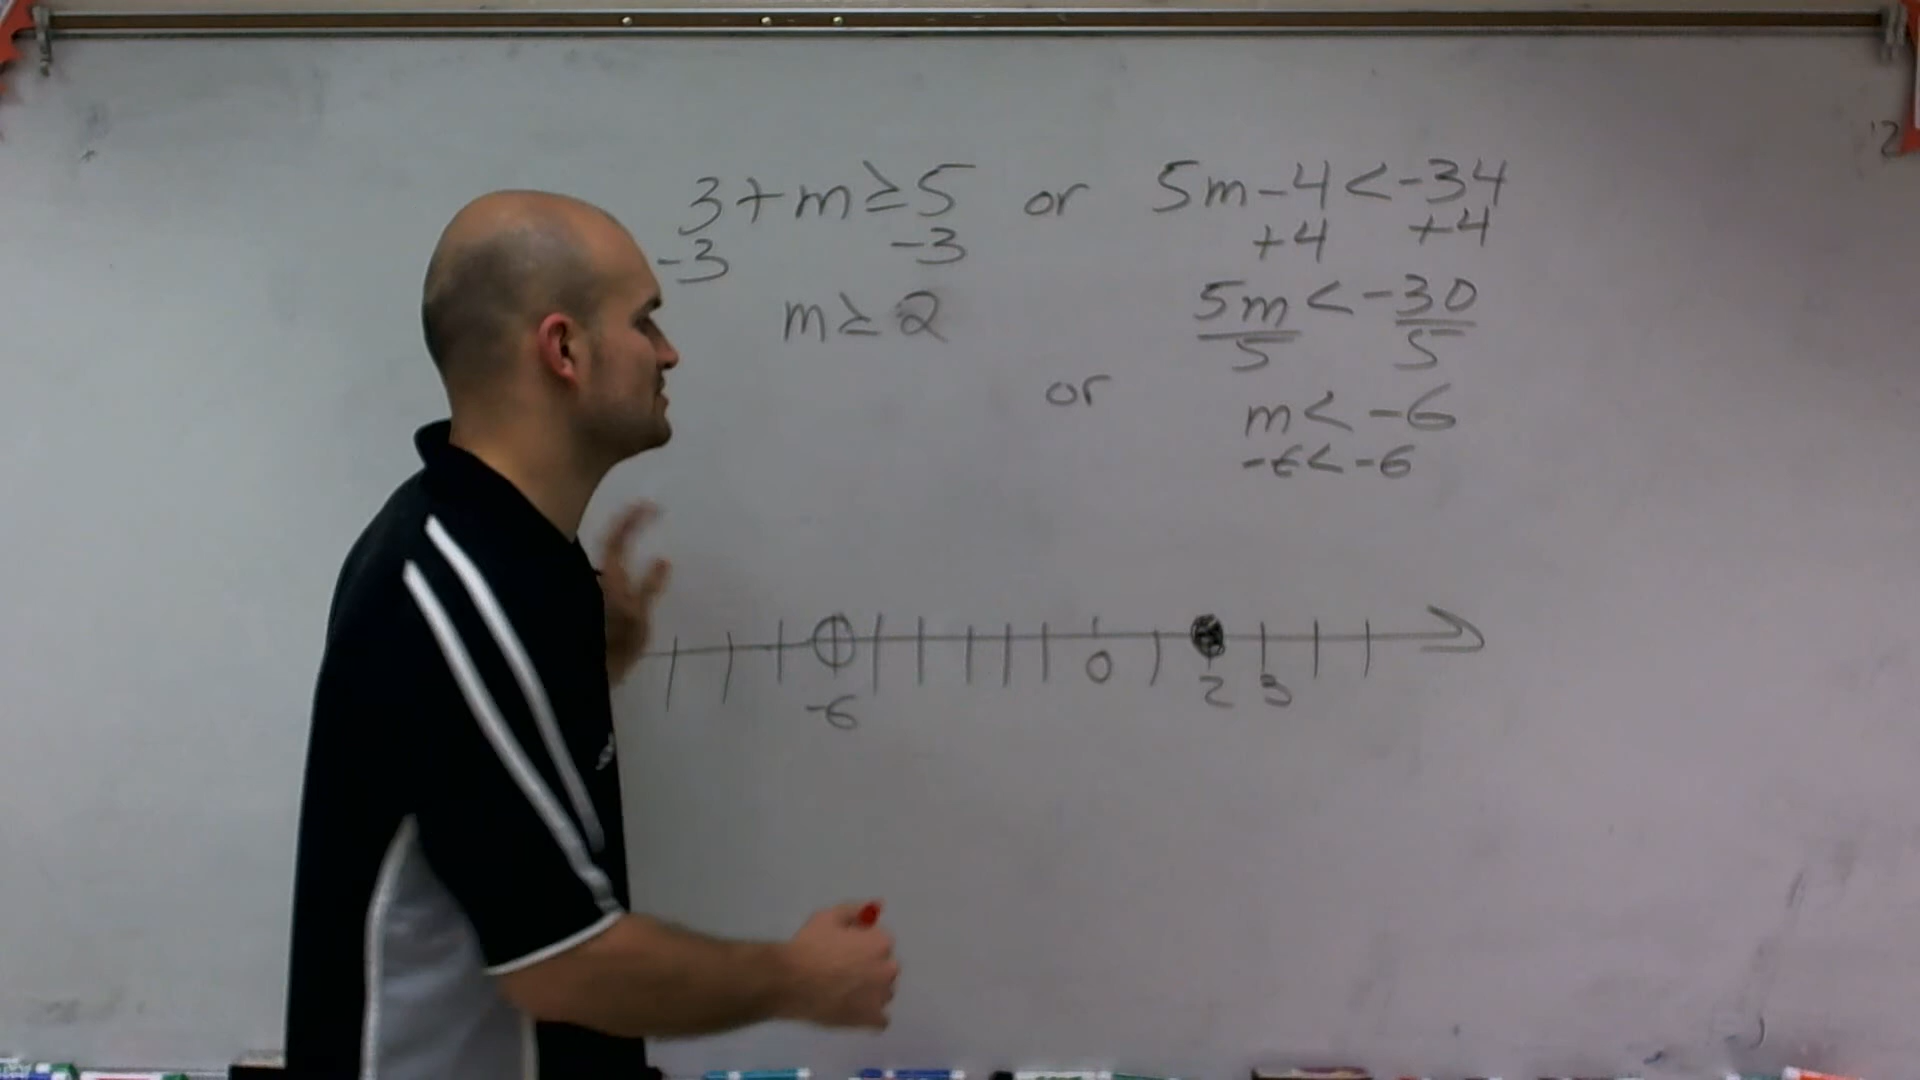 3+m≥5 or 5m-4<-34
-3 -3 +4 +4
m≥2 5m<-30
5 5
or m<-6
-6<-6
0 2 3
-6